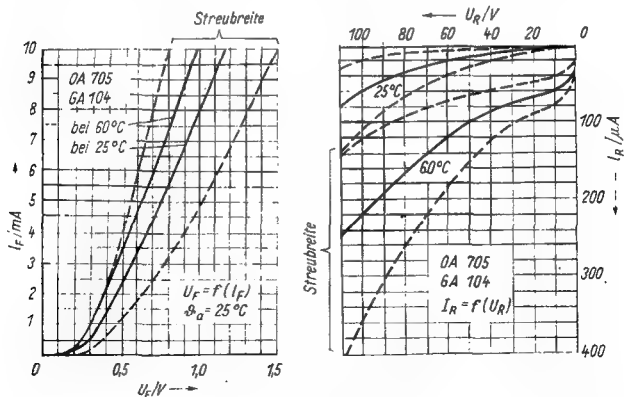 Streubreite
10
9
8
7
6
5
4
3
2
1
0
0,5
1,0
1,5
I_F/mA
U_F/V
OA 705
GA 104
bei 60°C
bei 25°C
U_F = f(I_F)
ϑ_a = 25°C
U_R/V
100
80
60
40
20
0
100
200
300
400
I_R/µA
25°C
60°C
Streubreite
OA 705
GA 104
I_R = f(U_R)